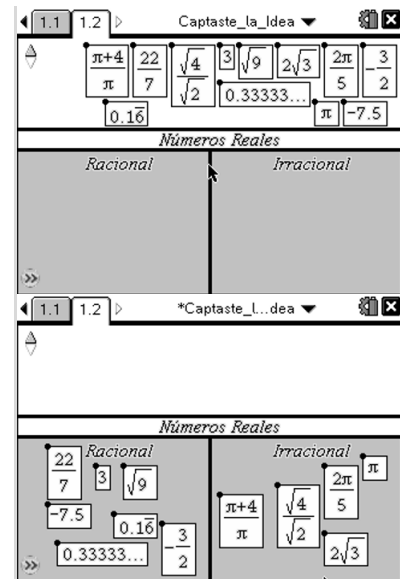 1.1 1.2 Captaste_la_Idea
π+4/π 22/7 √4/√2 3 √9 2√3 2π/5 -3/2
0.33333...
0.16̅ π -7.5
Números Reales
Racional Irracional
1.1 1.2 *Captaste_l...dea
Números Reales
Racional Irracional
22/7 3 √9 π+4/π √4/√2 2π/5 π
-7.5 0.16̅ -3/2
0.33333... 2√3